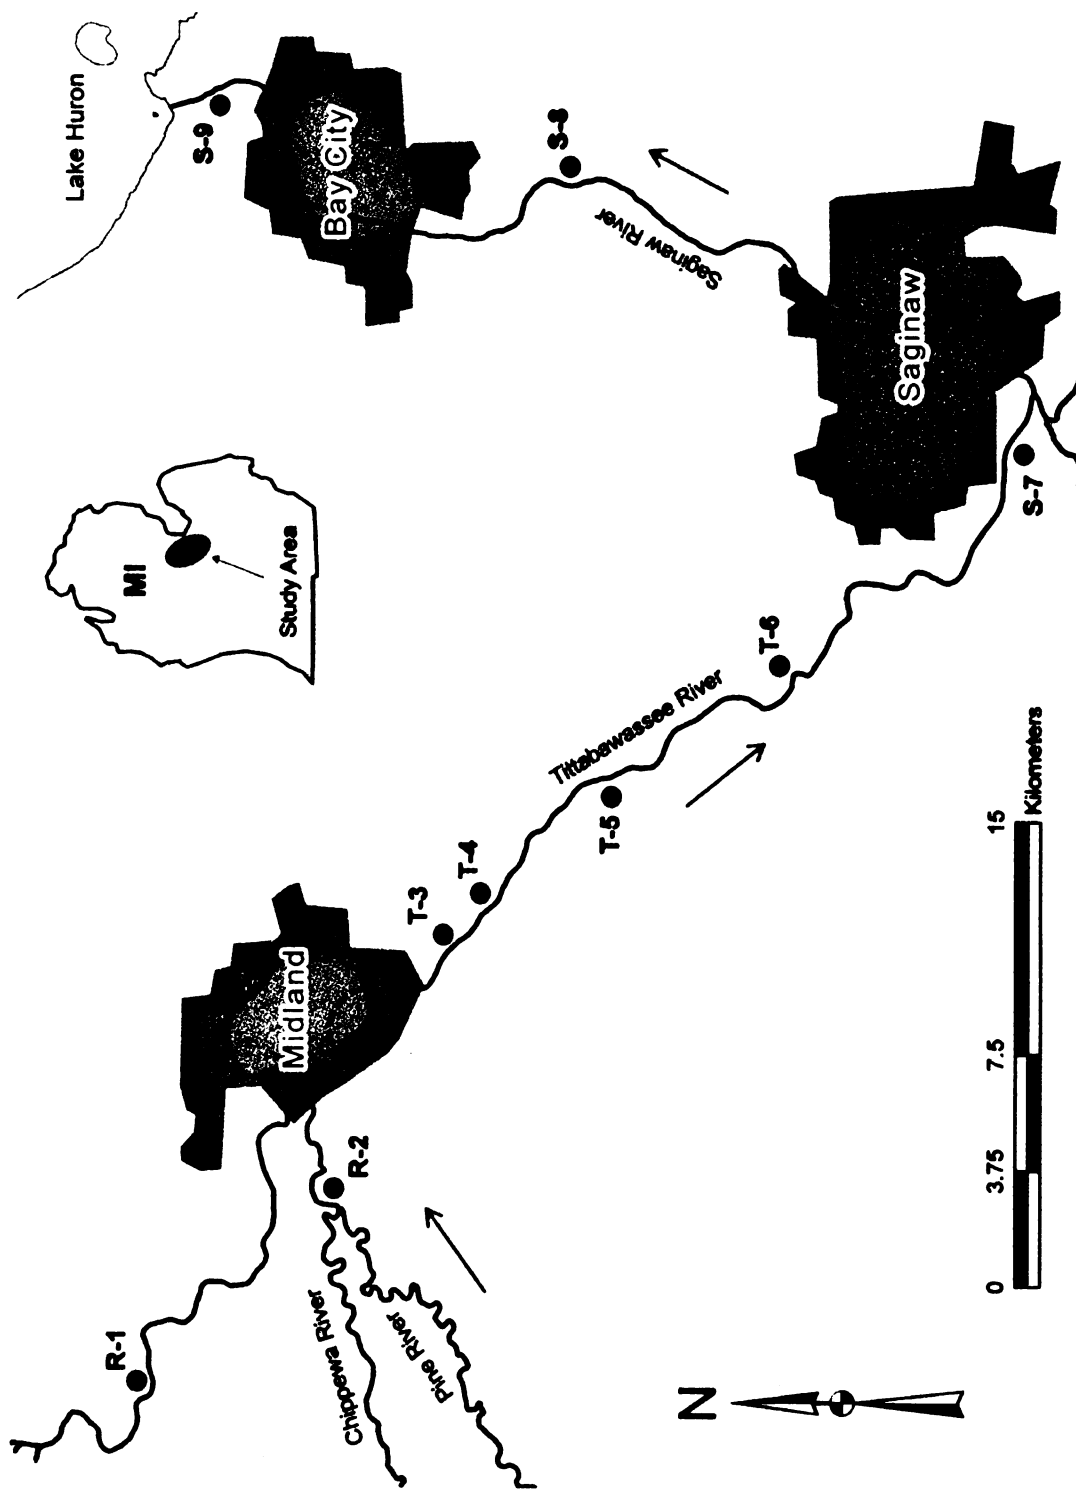 Lake Huron
S-9
Bay City
S-8
Saginaw River
MI
Study Area
Saginaw
S-7
T-6
Tittabawassee River
T-5
T-4
T-3
Midland
R-2
R-1
Chippewa River
Pine River
N
0 3.75 7.5 15
Kilometers